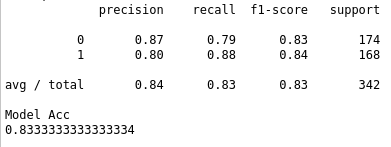 precision recall f1-score support
0 0.87 0.79 0.83 174
1 0.80 0.88 0.84 168
avg / total 0.84 0.83 0.83 342
Model Acc
0.8333333333333334